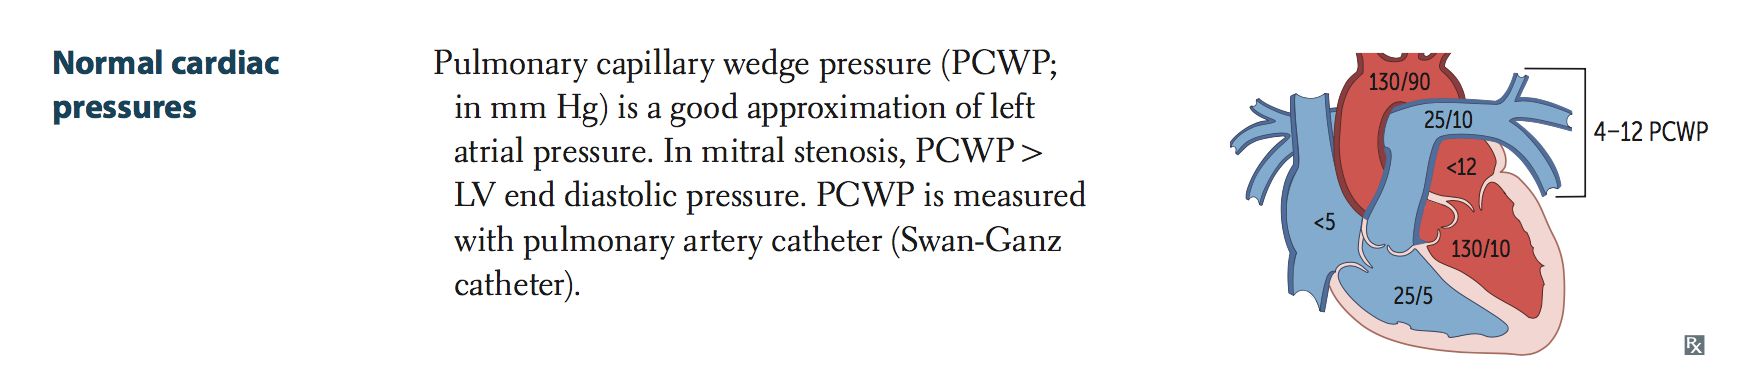 Normal cardiac
pressures
Pulmonary capillary wedge pressure (PCWP;
in mm Hg) is a good approximation of left
atrial pressure. In mitral stenosis, PCWP >
LV end diastolic pressure. PCWP is measured
with pulmonary artery catheter (Swan-Ganz
catheter).
130/90
25/10
4–12 PCWP
<12
<5
130/10
25/5
Rx